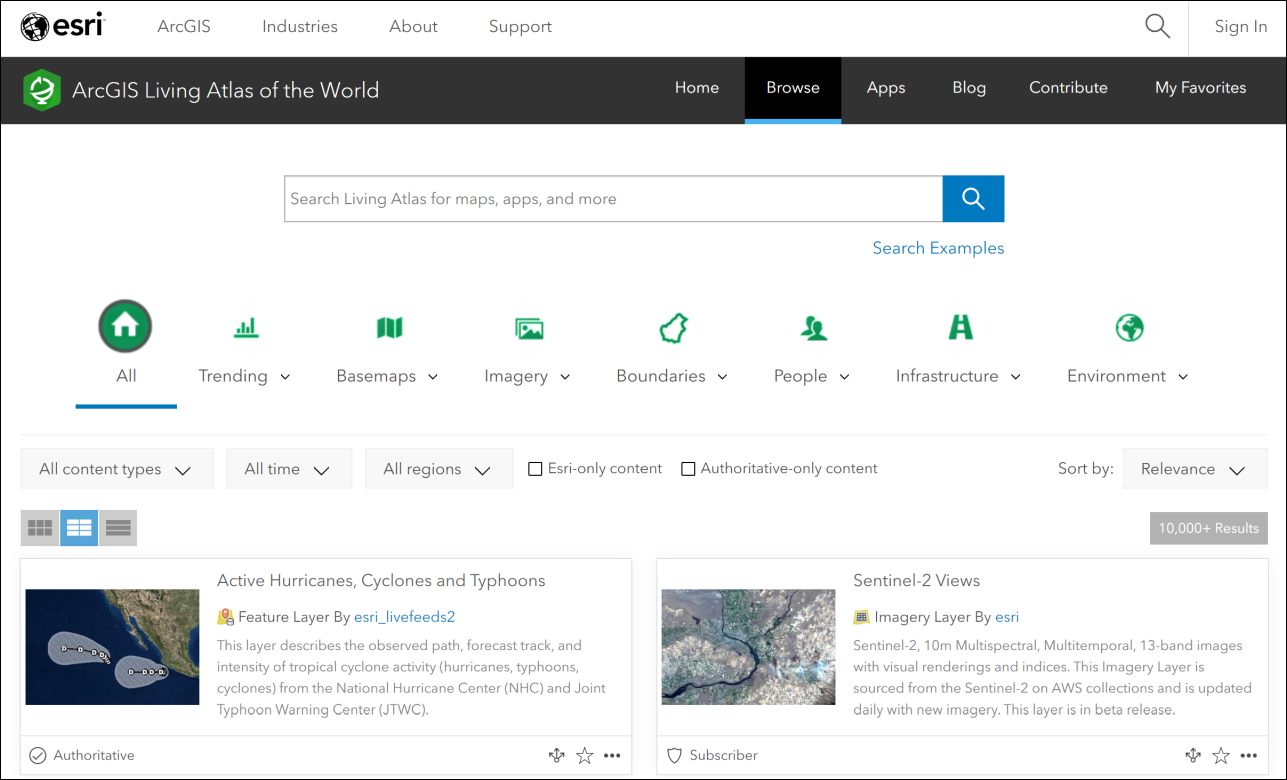 esri
ArcGIS Industries About Support Sign In
ArcGIS Living Atlas of the World Home Browse Apps Blog Contribute My Favorites
Search Living Atlas for maps, apps, and more
Search Examples
All Trending Basemaps Imagery Boundaries People Infrastructure Environment
All content types All time All regions Esri-only content Authoritative-only content Sort by: Relevance
10,000+ Results
Active Hurricanes, Cyclones and Typhoons
Feature Layer By esri_livefeeds2
This layer describes the observed path, forecast track, and
intensity of tropical cyclone activity (hurricanes, typhoons,
cyclones) from the National Hurricane Center (NHC) and Joint
Typhoon Warning Center (JTWC).
D D D D
D D D D
Authoritative
Sentinel-2 Views
Imagery Layer By esri
Sentinel-2, 10m Multispectral, Multitemporal, 13-band images
with visual renderings and indices. This Imagery Layer is
sourced from the Sentinel-2 on AWS collections and is updated
daily with new imagery. This layer is in beta release.
Subscriber